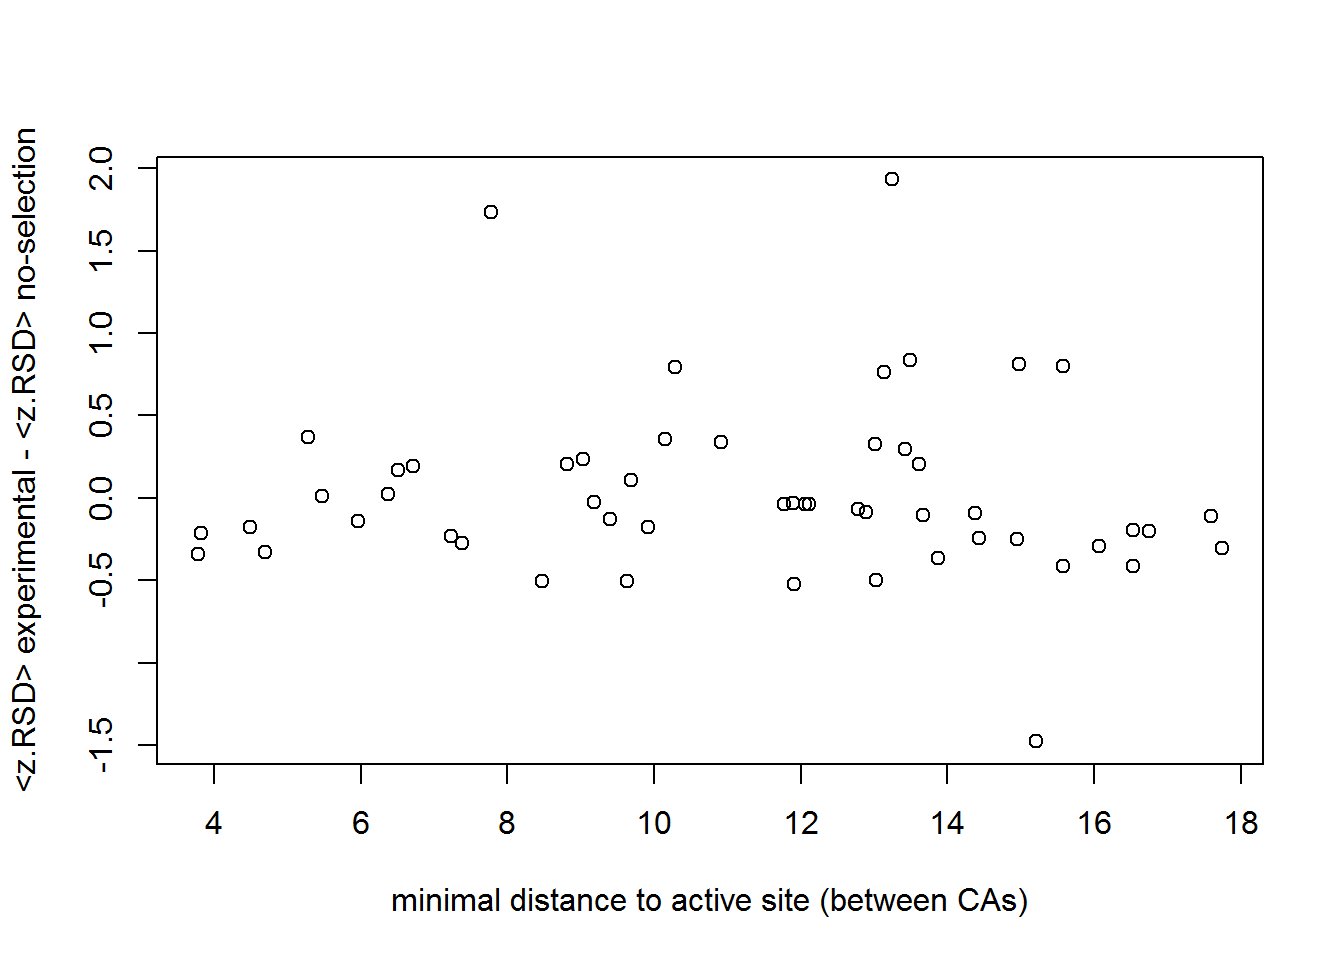 <z.RSD> experimental - <z.RSD> no-selection
2.0
1.5
1.0
0.5
0.0
-0.5
-1.5
4 6 8 10 12 14 16 18
minimal distance to active site (between CAs)